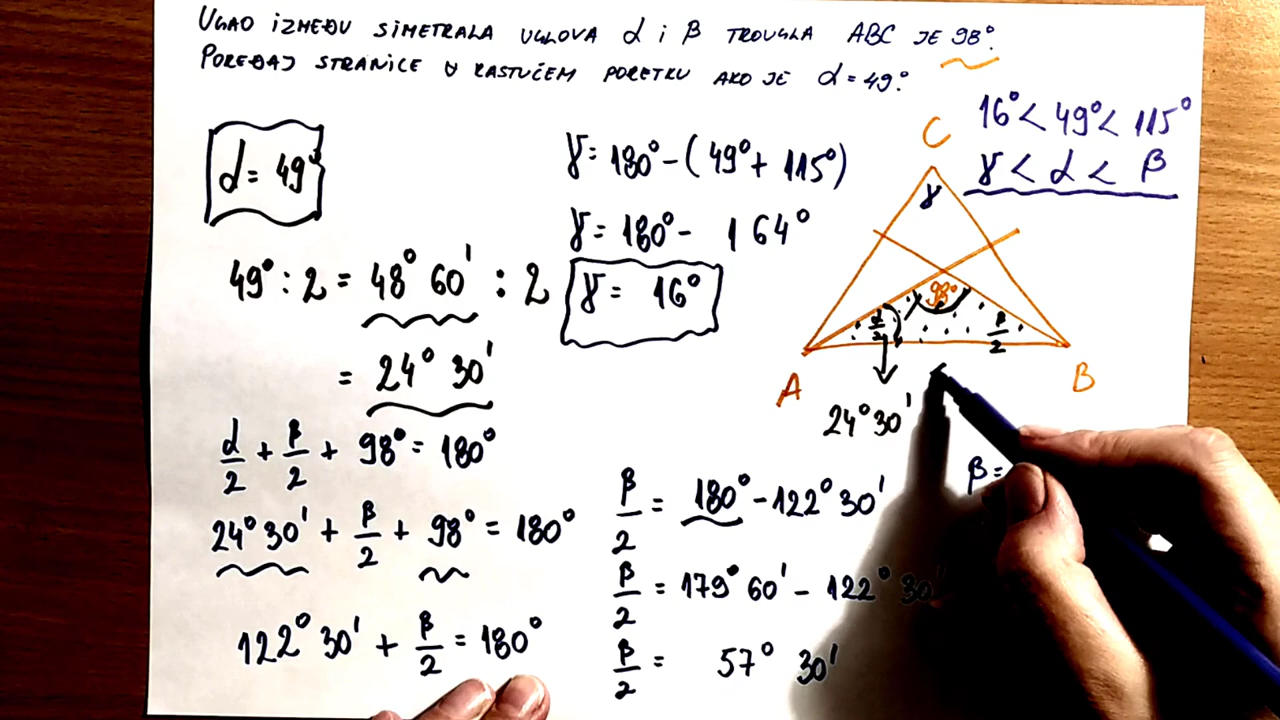 UGAO IZMEĐU SIMETRALA UGLOVA α i β TROUGLA ABC JE 98°.
POREĐAJ STRANICE U RASTUĆEM PORETKU AKO JE α = 49°.
α = 49°
49° : 2 = 48° 60' : 2
= 24° 30'
α/2 + β/2 + 98° = 180°
24° 30' + β/2 + 98° = 180°
122° 30' + β/2 = 180°
γ = 180° - (49° + 115°)
γ = 180° - 164°
γ = 16°
β/2 = 180° - 122° 30'
β/2 = 179° 60' - 122° 30'
β/2 = 57° 30'
16° < 49° < 115°
γ < α < β
C
γ
98°
α/2
β/2
A
B
24° 30'
β =